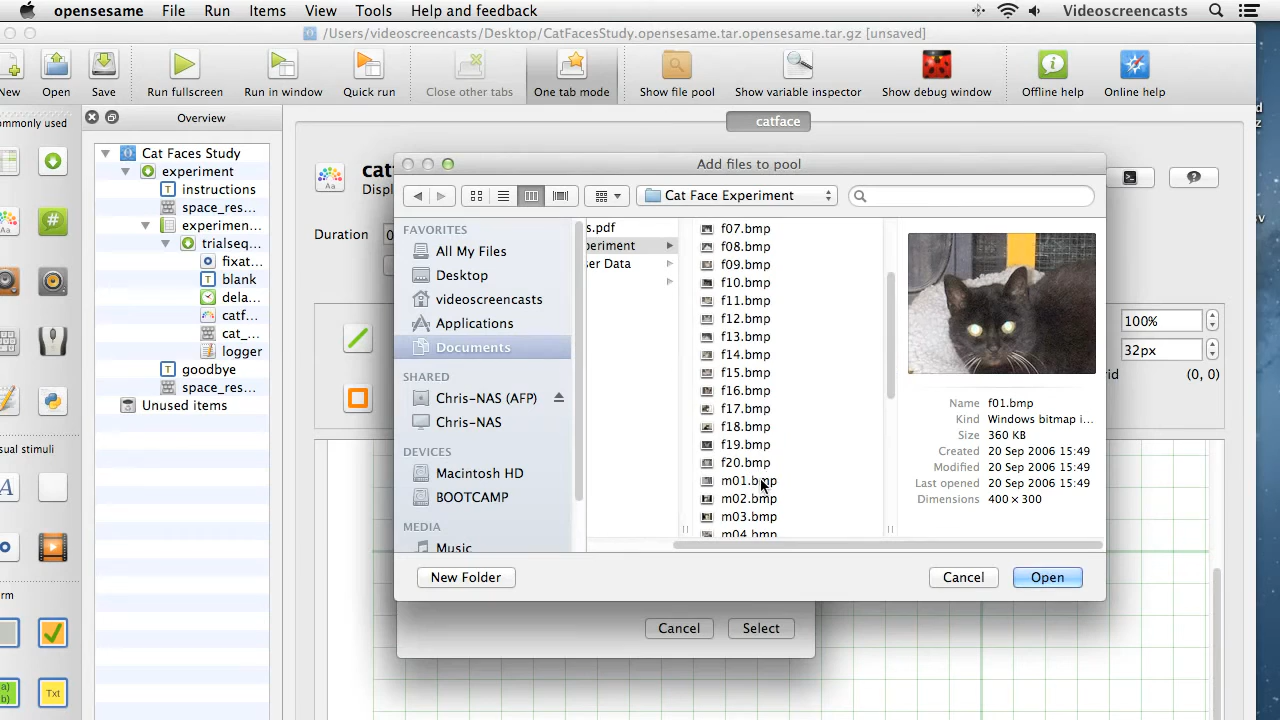 opensesame File Run Items View Tools Help and feedback Videoscreencasts
/Users/videoscreencasts/Desktop/CatFacesStudy.opensesame.tar.opensesame.tar.gz [unsaved]
New Open Save Run fullscreen Run in window Quick run Close other tabs One tab mode Show file pool Show variable inspector Show debug window Offline help Online help
ommonly used
Overview
catface
Cat Faces Study
experiment
instructions
space_res...
experimen...
trialseq...
fixat...
blank
dela...
catf...
cat_...
logger
goodbye
space_res...
Unused items
sual stimuli
rm
Txt
Duration
100%
32px
(0, 0)
Add files to pool
Cat Face Experiment
FAVORITES
All My Files
Desktop
videoscreencasts
Applications
Documents
SHARED
Chris-NAS (AFP)
Chris-NAS
DEVICES
Macintosh HD
BOOTCAMP
MEDIA
Music
s.pdf
periment
ser Data
f07.bmp
f08.bmp
f09.bmp
f10.bmp
f11.bmp
f12.bmp
f13.bmp
f14.bmp
f15.bmp
f16.bmp
f17.bmp
f18.bmp
f19.bmp
f20.bmp
m01.bmp
m02.bmp
m03.bmp
m04.bmp
Name f01.bmp
Kind Windows bitmap i...
Size 360 KB
Created 20 Sep 2006 15:49
Modified 20 Sep 2006 15:49
Last opened 20 Sep 2006 15:49
Dimensions 400 × 300
New Folder Cancel Open
Cancel Select